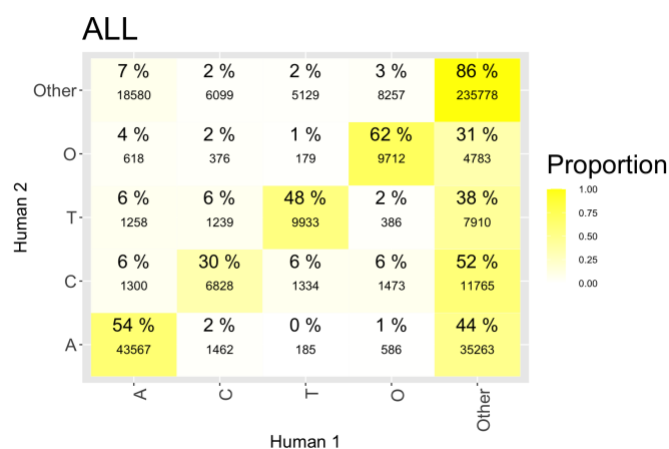 ALL
Other
7 % 2 % 2 % 3 % 86 %
18580 6099 5129 8257 235778
O
4 % 2 % 1 % 62 % 31 %
618 376 179 9712 4783
T
6 % 6 % 48 % 2 % 38 %
1258 1239 9933 386 7910
C
6 % 30 % 6 % 6 % 52 %
1300 6828 1334 1473 11765
A
54 % 2 % 0 % 1 % 44 %
43567 1462 185 586 35263
A C T O Other
Human 1
Human 2
Proportion
1.00
0.75
0.50
0.25
0.00